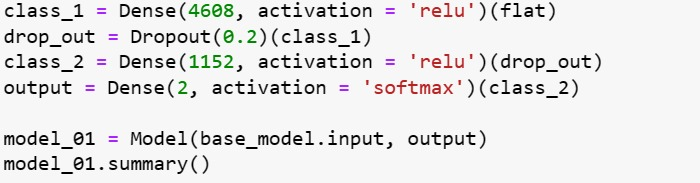 class_1 = Dense(4608, activation = 'relu')(flat)
drop_out = Dropout(0.2)(class_1)
class_2 = Dense(1152, activation = 'relu')(drop_out)
output = Dense(2, activation = 'softmax')(class_2)
model_01 = Model(base_model.input, output)
model_01.summary()